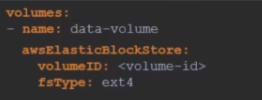 volumes:
- name: data-volume
  awsElasticBlockStore:
    volumeID: <volume-id>
    fsType: ext4